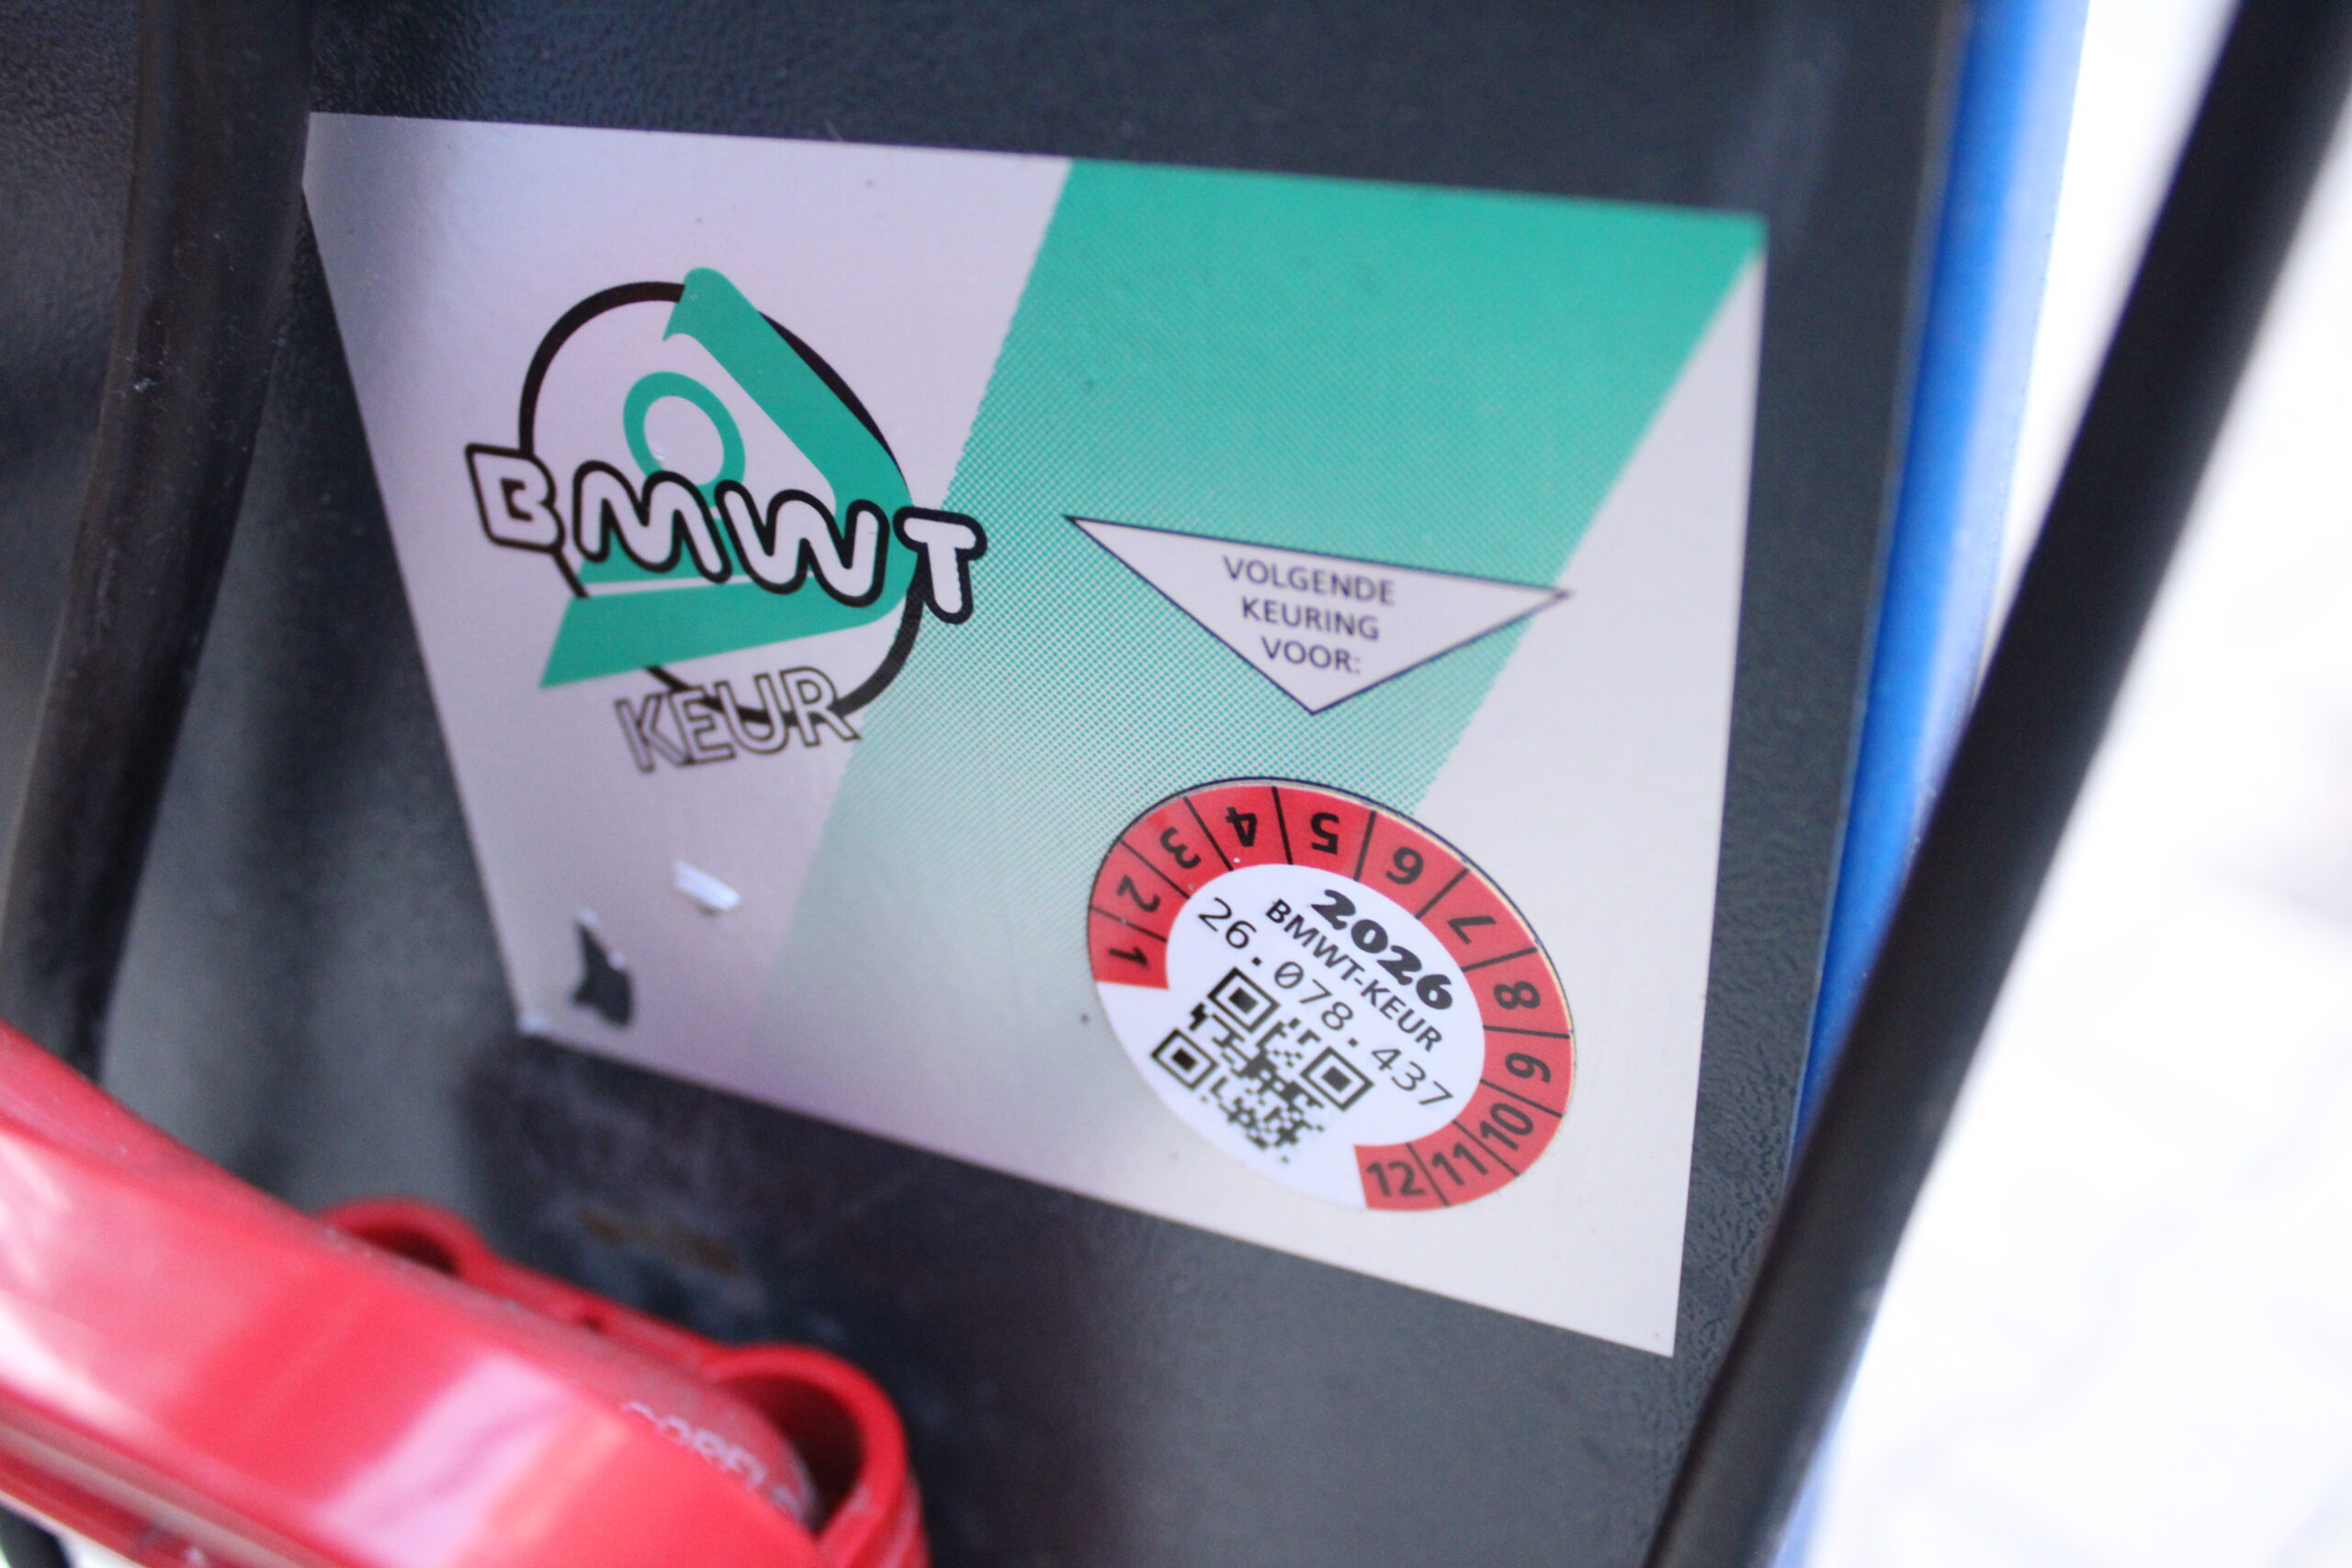 BMWT
KEUR
VOLGENDE
KEURING
VOOR:
1 2 3 4 5 6 7 8 9 10 11 12
2026
BMWT-KEUR
26.078.437